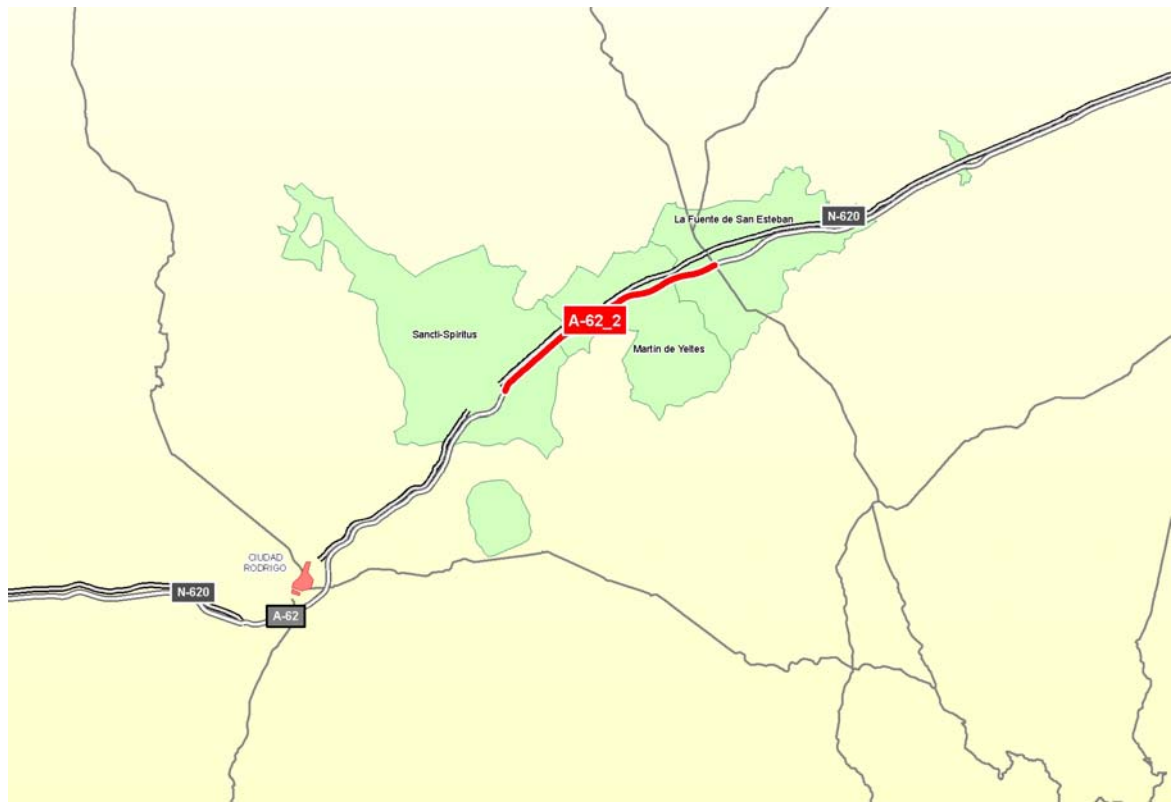 La Fuente de San Esteban
N-620
A-62_2
Sancti-Spiritus
Martín de Yeltes
CIUDAD
RODRIGO
N-620
A-62